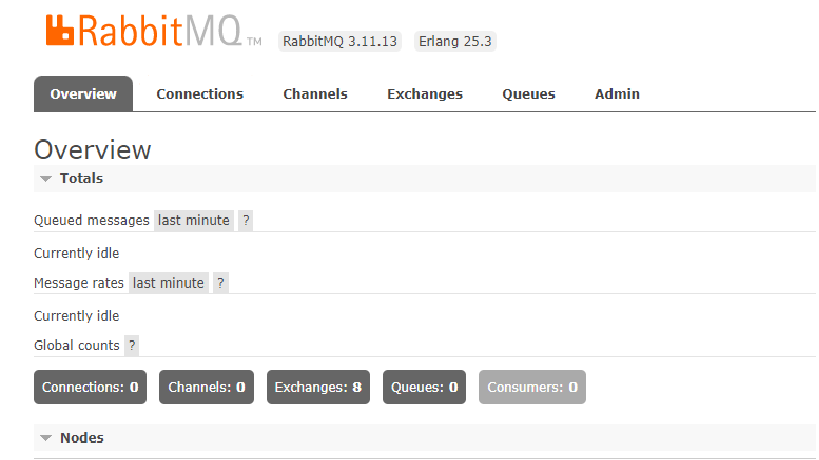 RabbitMQ TM RabbitMQ 3.11.13 Erlang 25.3
Overview Connections Channels Exchanges Queues Admin
Overview
Totals
Queued messages last minute ?
Currently idle
Message rates last minute ?
Currently idle
Global counts ?
Connections: 0 Channels: 0 Exchanges: 8 Queues: 0 Consumers: 0
Nodes